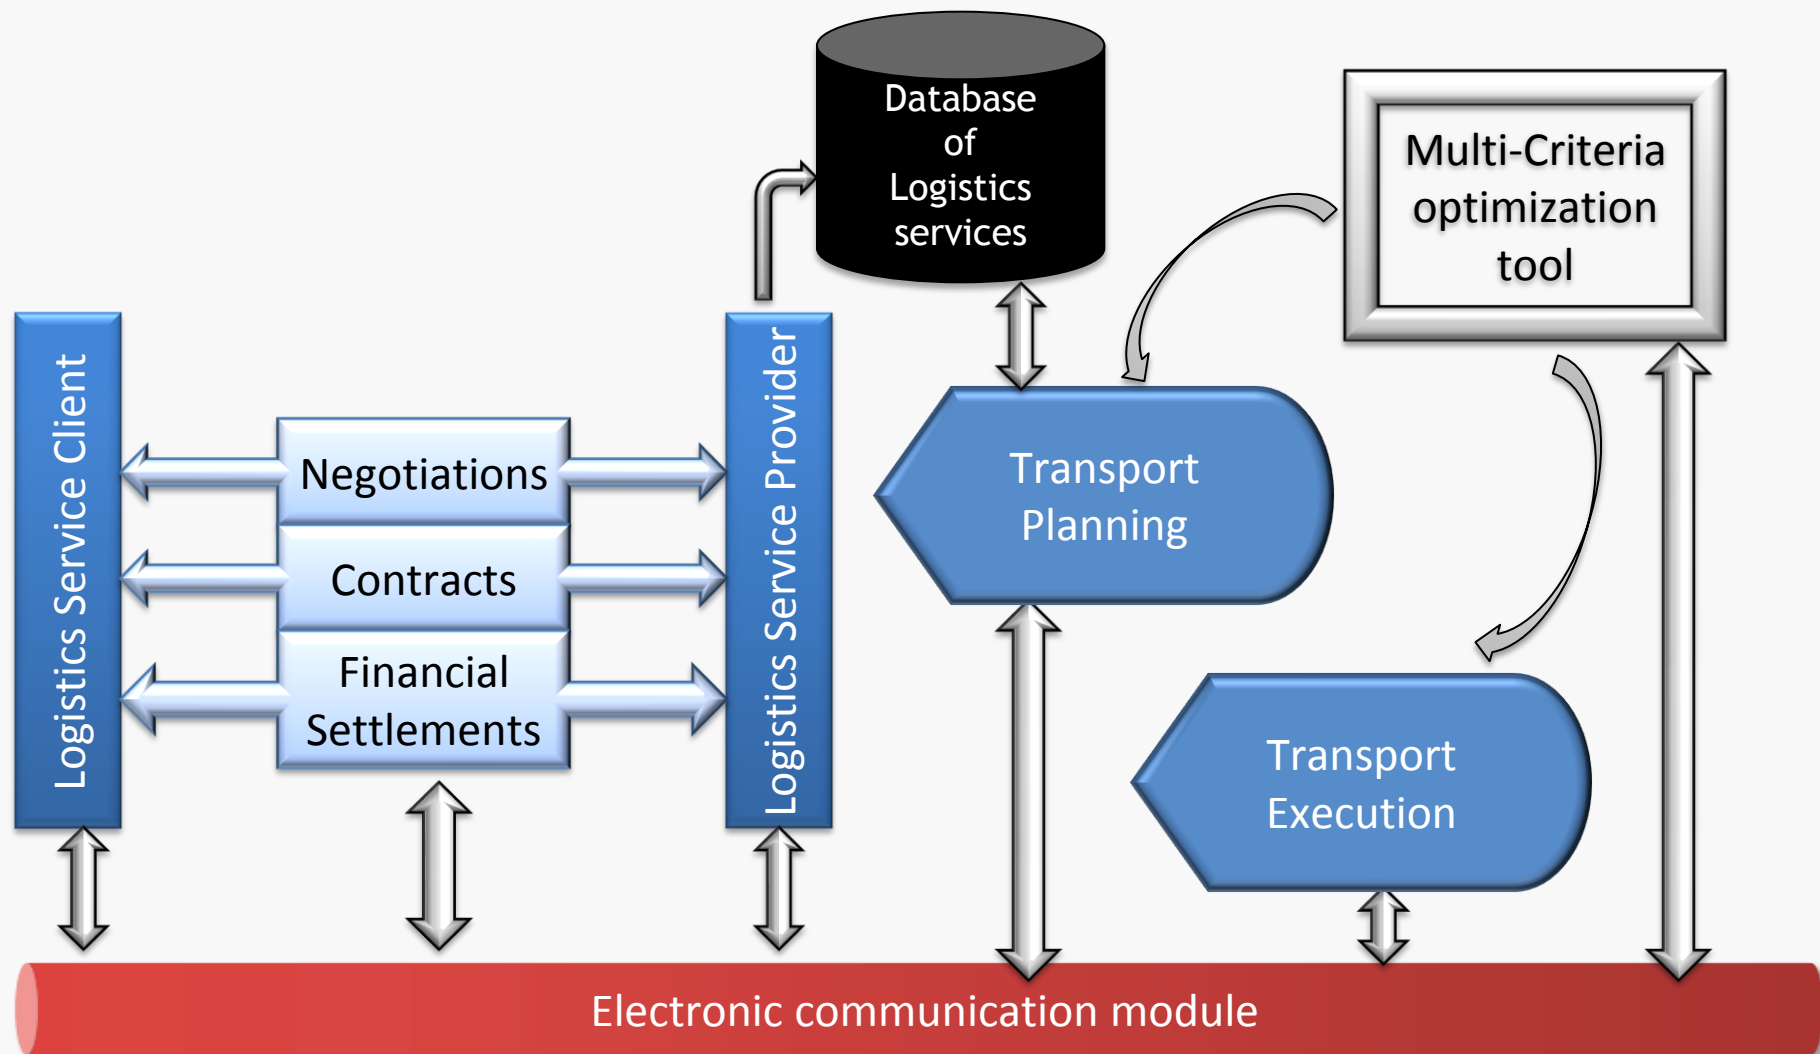 Database
of
Logistics
services
Multi-Criteria
optimization
tool
Logistics Service Client
Negotiations
Contracts
Financial
Settlements
Logistics Service Provider
Transport
Planning
Transport
Execution
Electronic communication module